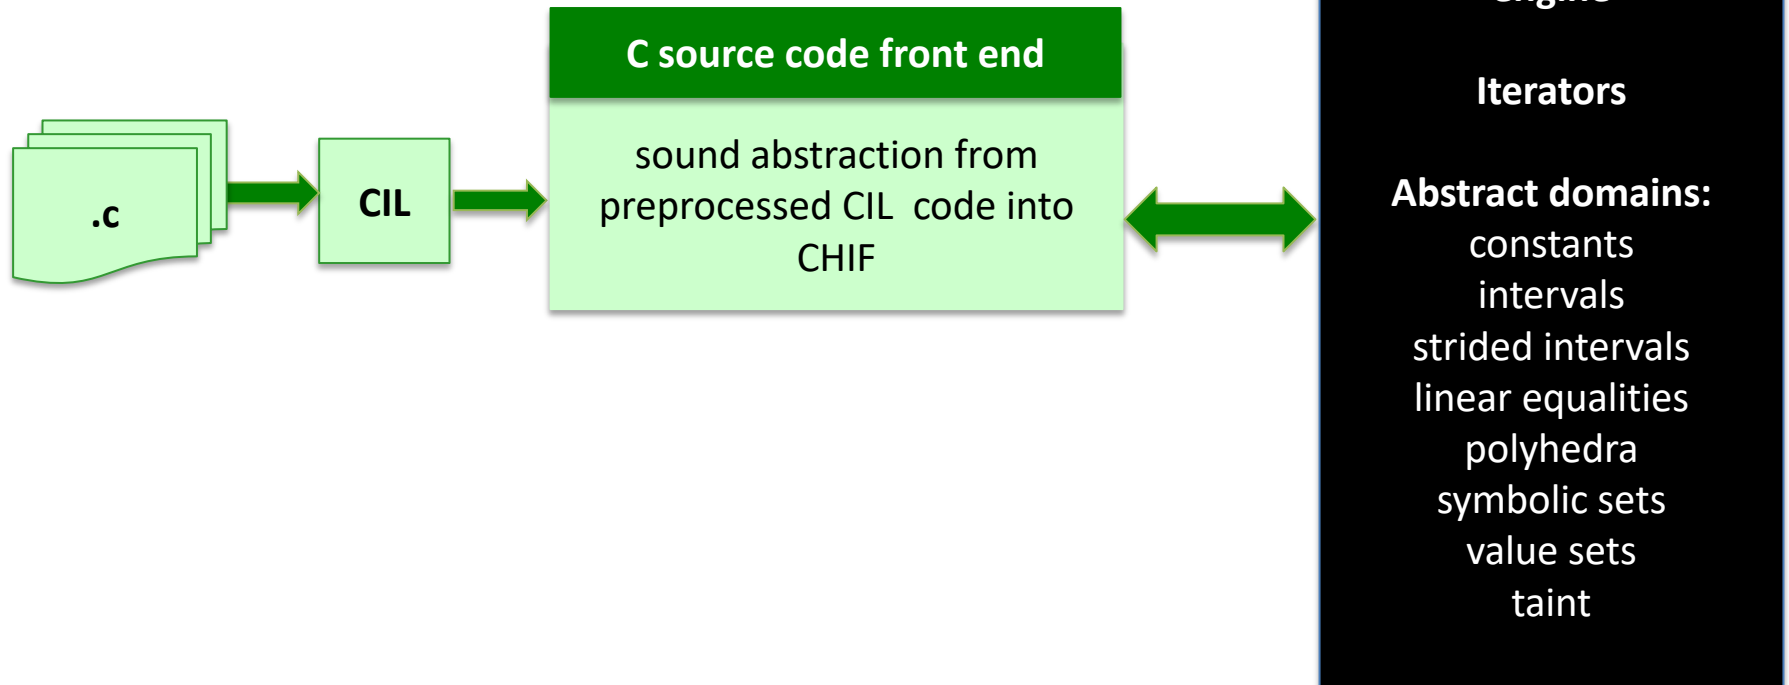 C source code front end
.c
CIL
sound abstraction from
preprocessed CIL code into
CHIF
Iterators
Abstract domains:
constants
intervals
strided intervals
linear equalities
polyhedra
symbolic sets
value sets
taint